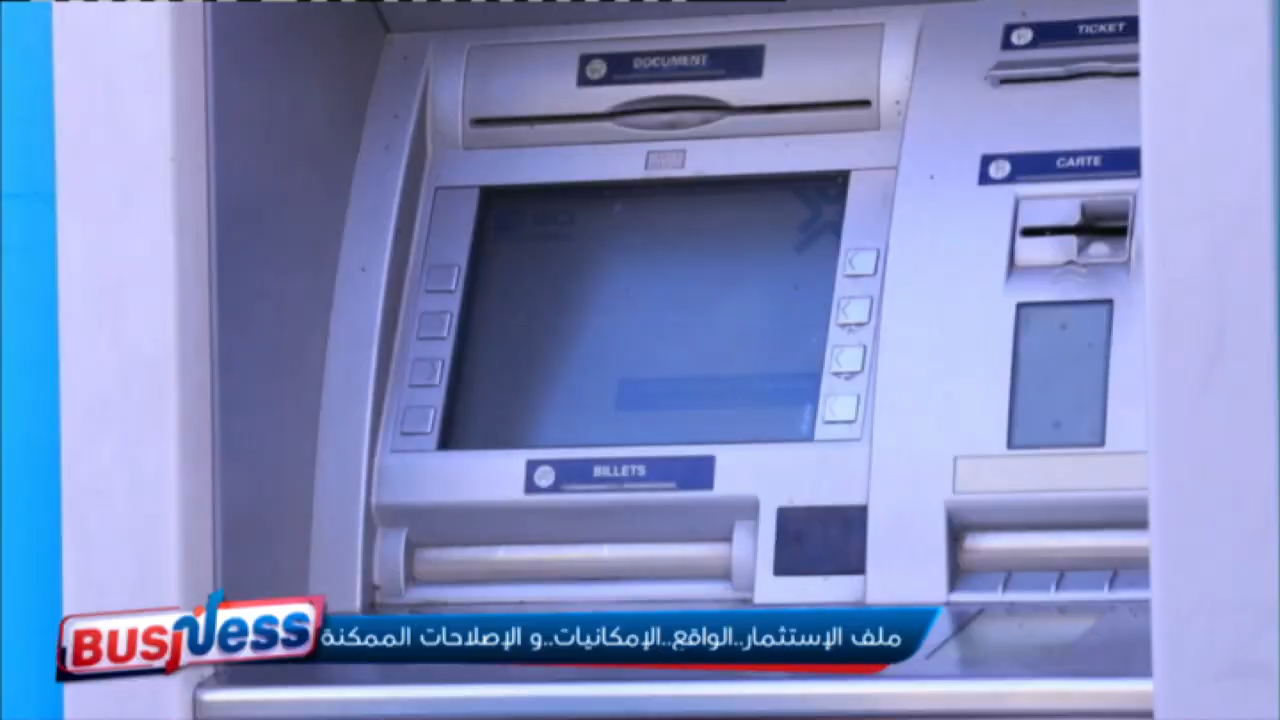 DOCUMENT
TICKET
CARTE
BILLETS
BUSINESS
ملف الإستثمار..الواقع..الإمكانيات..و الإصلاحات الممكنة